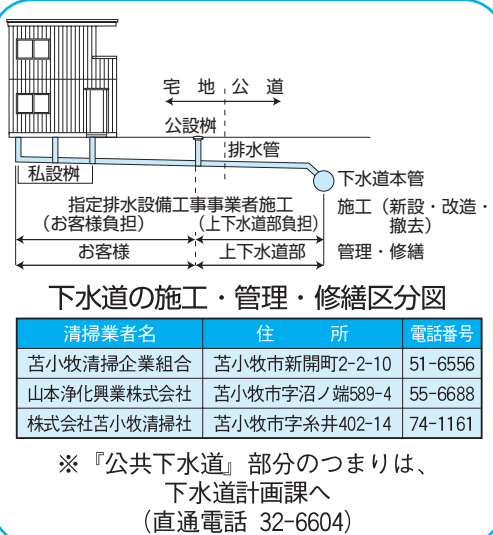 宅 地 公 道
公設桝
排水管
私設桝
下水道本管
指定排水設備工事事業者施工
施工（新設・改造・
撤去）
（お客様負担）（上下水道部負担）
お客様 上下水道部 管理・修繕
下水道の施工・管理・修繕区分図
清掃業者名 住 所 電話番号
苫小牧清掃企業組合 苫小牧市新開町2-2-10 51-6556
山本浄化興業株式会社 苫小牧市字沼ノ端589-4 55-6688
株式会社苫小牧清掃社 苫小牧市字糸井402-14 74-1161
※『公共下水道』部分のつまりは、
下水道計画課へ
（直通電話 32-6604）